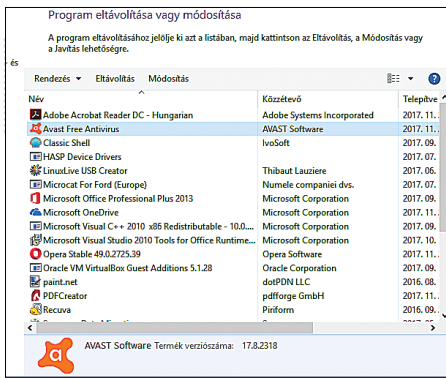 Program eltávolítása vagy módosítása
A program eltávolításához jelölje ki azt a listában, majd kattintson az Eltávolítás, a Módosítás vagy
a Javítás lehetőségre.
és
Rendezés Eltávolítás Módosítás
Név Közzétevő Telepítve
Adobe Acrobat Reader DC - Hungarian Adobe Systems Incorporated 2017. 11.
Avast Free Antivirus AVAST Software 2017. 11.
Classic Shell IvoSoft 2017. 09.
HASP Device Drivers 2017. 07.
LinuxLive USB Creator Thibaut Lauziere 2017. 06.
Microcat For Ford (Europe) Numele companiei dvs. 2017. 07.
Microsoft Office Professional Plus 2013 Microsoft Corporation 2017. 09.
Microsoft OneDrive Microsoft Corporation 2017. 11.
Microsoft Visual C++ 2010 x86 Redistributable - 10.0.... Microsoft Corporation 2017. 09.
Microsoft Visual Studio 2010 Tools for Office Runtime... Microsoft Corporation 2017. 10.
Opera Stable 49.0.2725.39 Opera Software 2017. 11.
Oracle VM VirtualBox Guest Additions 5.1.28 Oracle Corporation 2017. 09.
paint.net dotPDN LLC 2016. 08.
PDFCreator pdfforge GmbH 2017. 11.
Recuva Piriform 2016. 09.
AVAST Software Termék verziószáma: 17.8.2318